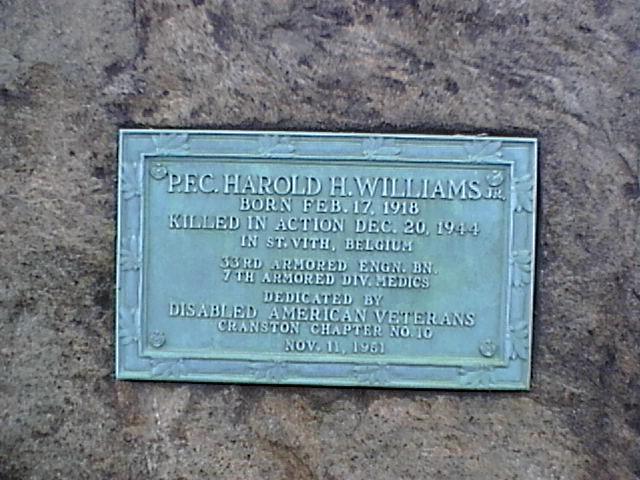 P.F.C. HAROLD H. WILLIAMS JR.
BORN FEB. 17, 1918
KILLED IN ACTION DEC. 20, 1944
IN ST. VITH, BELGIUM
33RD ARMORED ENGN. BN.
7TH ARMORED DIV. MEDICS
DEDICATED BY
DISABLED AMERICAN VETERANS
CRANSTON CHAPTER NO. 10
NOV. 11, 1951